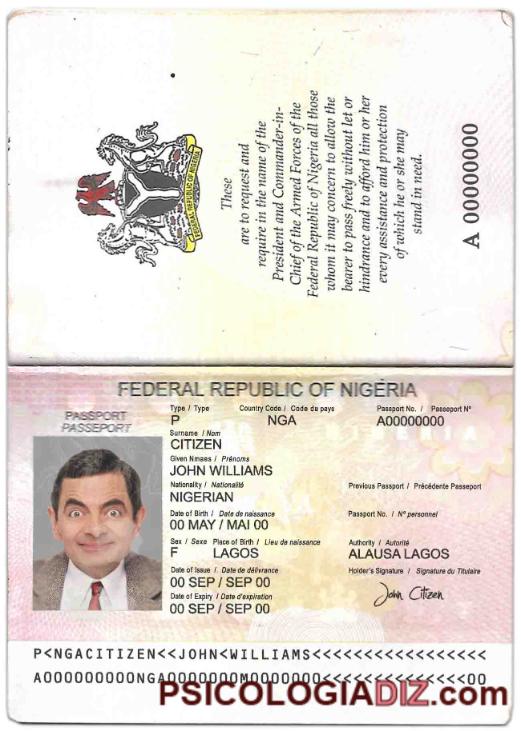 FEDERAL REPUBLIC OF NIGERIA
These
are to request and
require in the name of the
President and Commander-in-
Chief of the Armed Forces of the
Federal Republic of Nigeria all those
whom it may concern to allow the
bearer to pass freely without let or
hindrance and to afford him or her
every assistance and protection
of which he or she may
stand in need.
A 00000000
FEDERAL REPUBLIC OF NIGERIA
PASSPORT
PASSEPORT
Type / Type Country Code / Code du pays Passport No. / Passeport N°
P NGA A00000000
Surname / Nom
CITIZEN
Given Nmaes / Prénoms
JOHN WILLIAMS
Nationality / Nationalité Previous Passport / Précédente Passeport
NIGERIAN
Date of Birth / Date de naissance Passport No. / N° personnel
00 MAY / MAI 00
Sex / Sexe Place of Birth / Lieu de naissance Authority / Autorité
F LAGOS ALAUSA LAGOS
Date of Issue / Date de délivrance Holder's Signature / Signature du Titulaire
00 SEP / SEP 00
John Citizen
Date of Expiry / Date d'expiration
00 SEP / SEP 00
P<NGACITIZEN<<JOHN<WILLIAMS<<<<<<<<<<<<<<<<<
A0000000000NGA0000000M0000000<<<<<<<<<<<<<00
PSICOLOGIADIZ.com